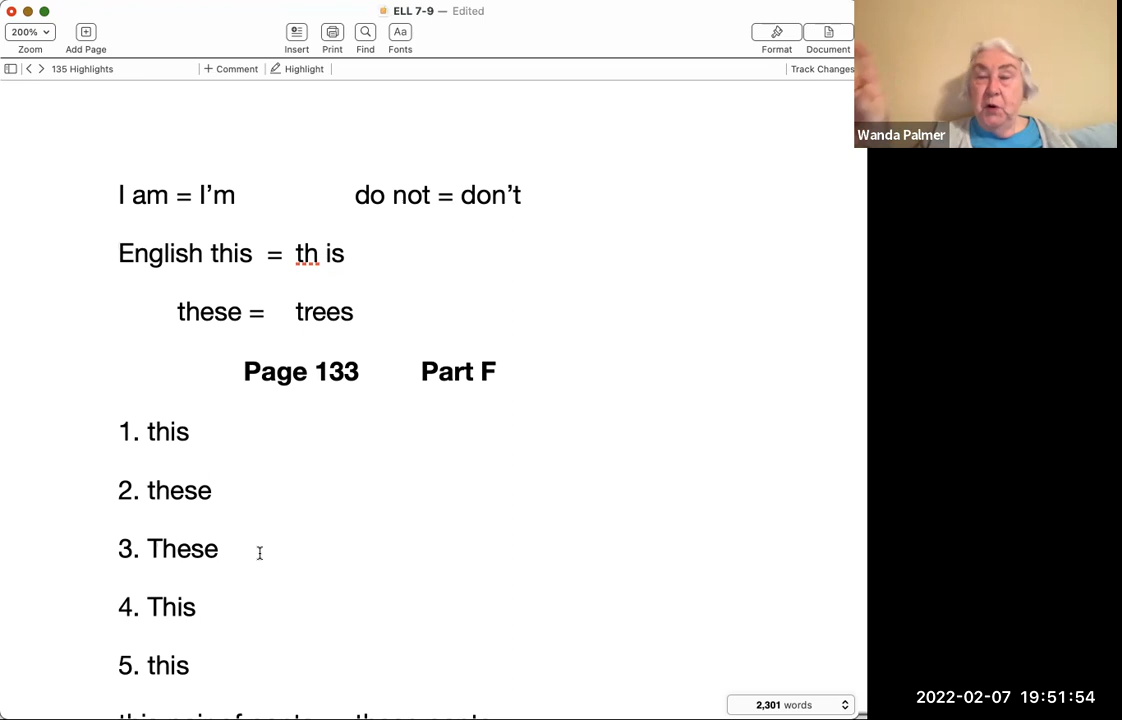 ELL 7-9 — Edited
200%
Zoom
Add Page
Insert
Print
Find
Aa
Fonts
Format
Document
135 Highlights
+ Comment
Highlight
Track Changes
Wanda Palmer
I am = I’m do not = don’t
English this = th is
these = trees
Page 133 Part F
1. this
2. these
3. These
4. This
5. this
2,301 words
2022-02-07 19:51:54